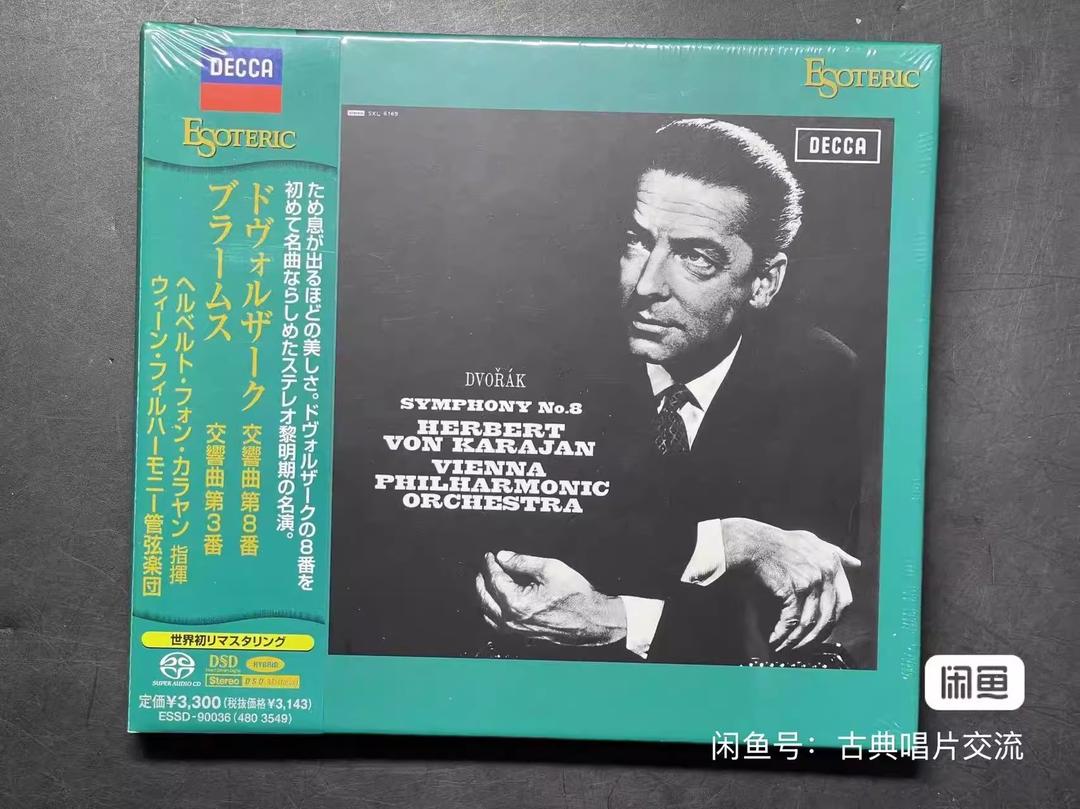 DECCA
ESOTERIC
ため息が出るほどの美しさ。ドヴォルザークの8番を
初めて名曲ならしめたステレオ黎明期の名演。
ドヴォルザーク 交響曲 第8番
ブラームス 交響曲 第3番
ヘルベルト・フォン・カラヤン 指揮
ウィーン・フィルハーモニー管弦楽団
世界初リマスタリング
SUPER AUDIO CD
DSD
Direct Stream Digital
HYBRID
Stereo
DSD Mastering
定価¥3,300(税抜価格¥3,143)
ESSD-90036(480 3549)
ESOTERIC
SXL 6169
DECCA
DVOŘÁK
SYMPHONY No.8
HERBERT
VON KARAJAN
VIENNA
PHILHARMONIC
ORCHESTRA
闲鱼
闲鱼号：古典唱片交流